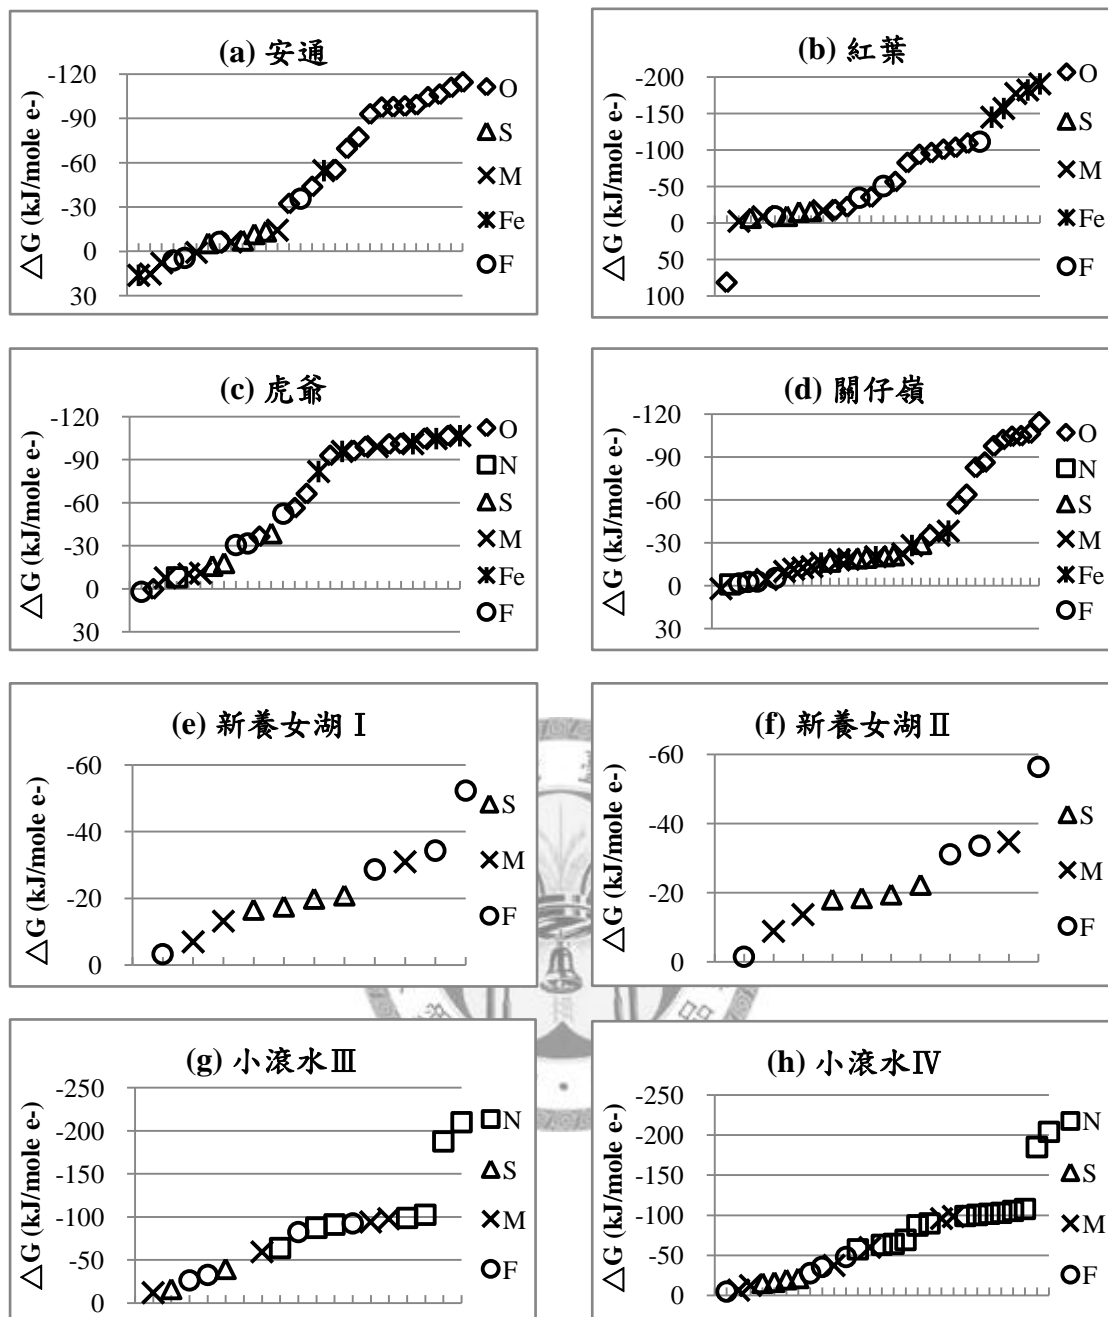 (a) 安通
△G (kJ/mole e-)
-120
-90
-60
-30
0
30
O
S
M
Fe
F
(b) 紅葉
△G (kJ/mole e-)
-200
-150
-100
-50
0
50
100
O
S
M
Fe
F
(c) 虎爺
△G (kJ/mole e-)
-120
-90
-60
-30
0
30
O
N
S
M
Fe
F
(d) 關仔嶺
△G (kJ/mole e-)
-120
-90
-60
-30
0
30
O
N
S
M
Fe
F
(e) 新養女湖 I
△G (kJ/mole e-)
-60
-40
-20
0
S
M
F
(f) 新養女湖 II
△G (kJ/mole e-)
-60
-40
-20
0
S
M
F
(g) 小滾水III
△G (kJ/mole e-)
-250
-200
-150
-100
-50
0
N
S
M
F
(h) 小滾水IV
△G (kJ/mole e-)
-250
-200
-150
-100
-50
0
N
S
M
F